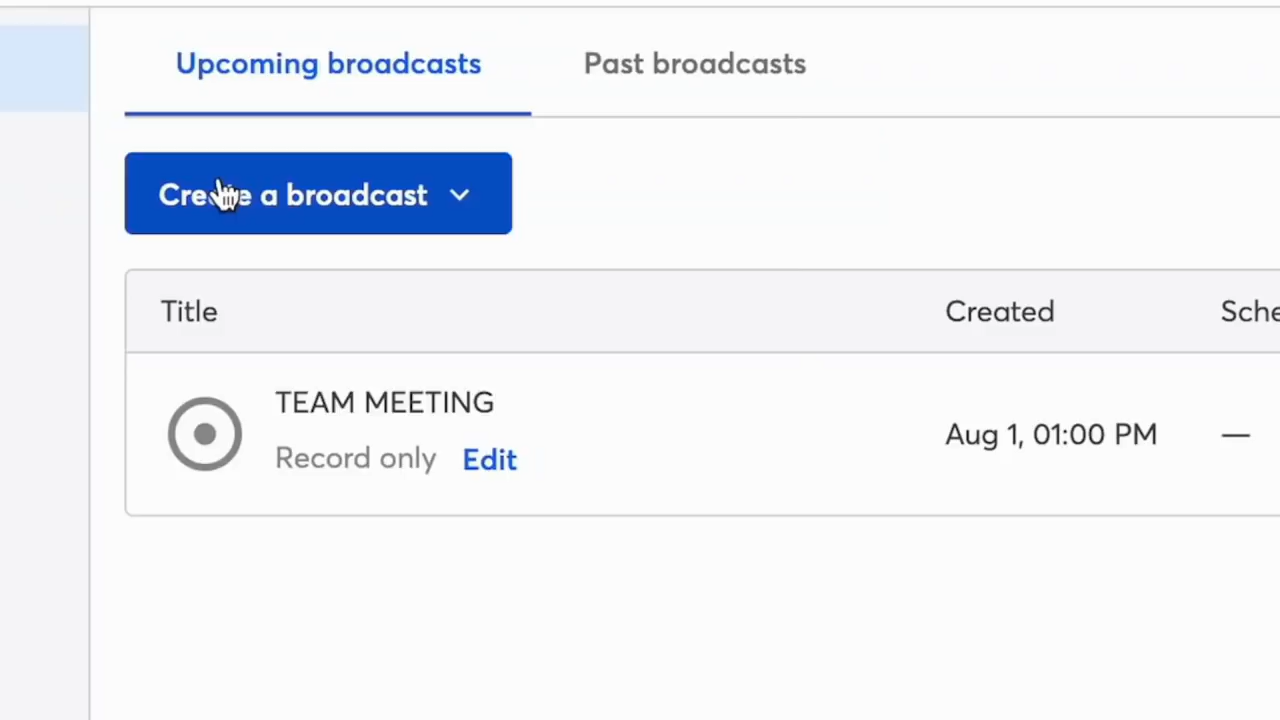 Upcoming broadcasts
Past broadcasts
Create a broadcast
Title
Created
Sche
TEAM MEETING
Record only
Edit
Aug 1, 01:00 PM
—